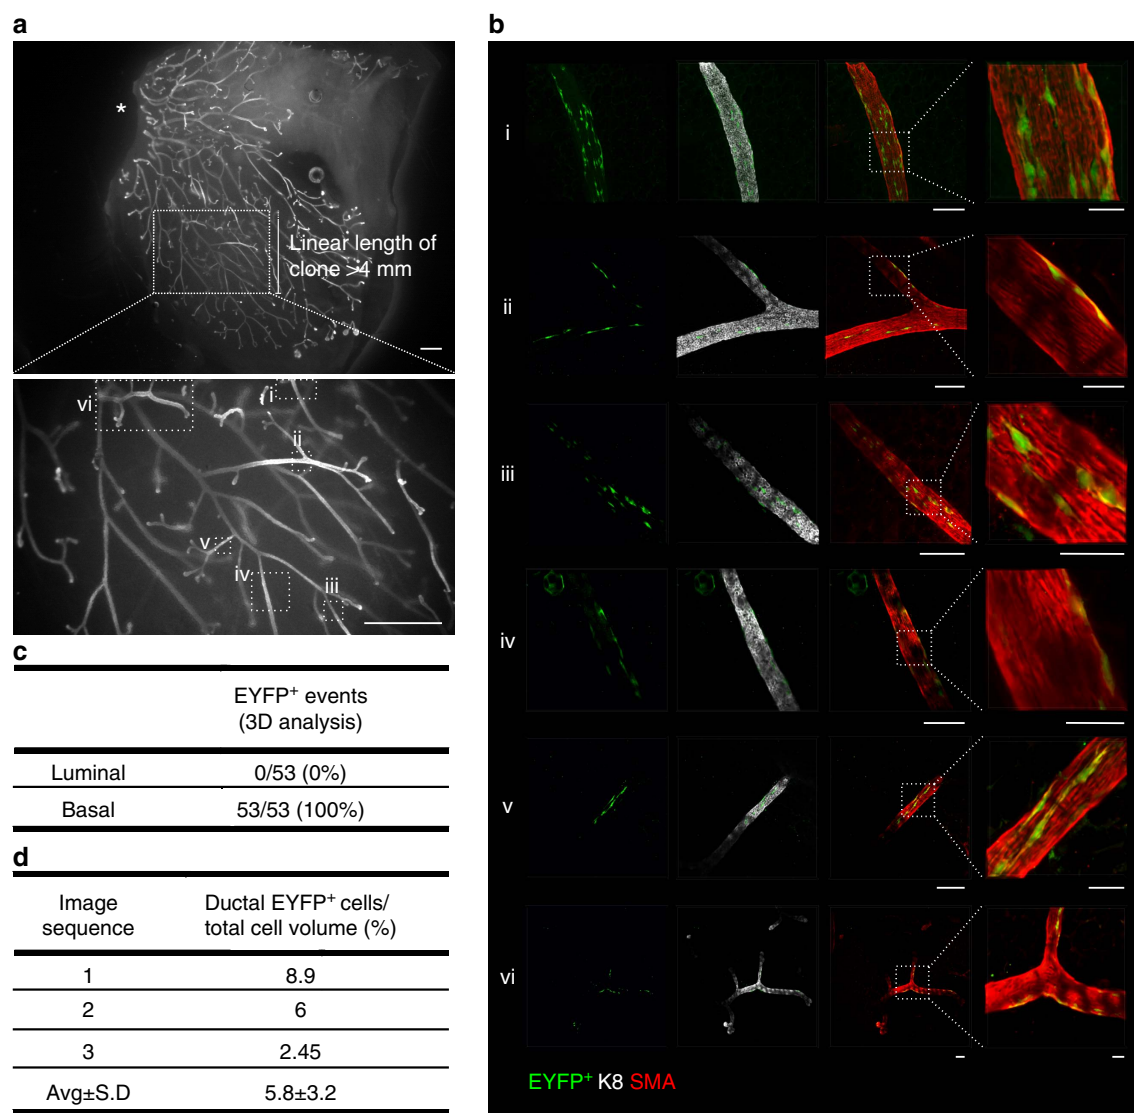 a
*
Linear length of
clone >4 mm
vi
i
ii
v
iv
iii
b
i
ii
iii
iv
v
vi
EYFP⁺ K8 SMA
c
EYFP⁺ events
(3D analysis)
Luminal 0/53 (0%)
Basal 53/53 (100%)
d
Image Ductal EYFP⁺ cells/
sequence total cell volume (%)
1 8.9
2 6
3 2.45
Avg±S.D 5.8±3.2